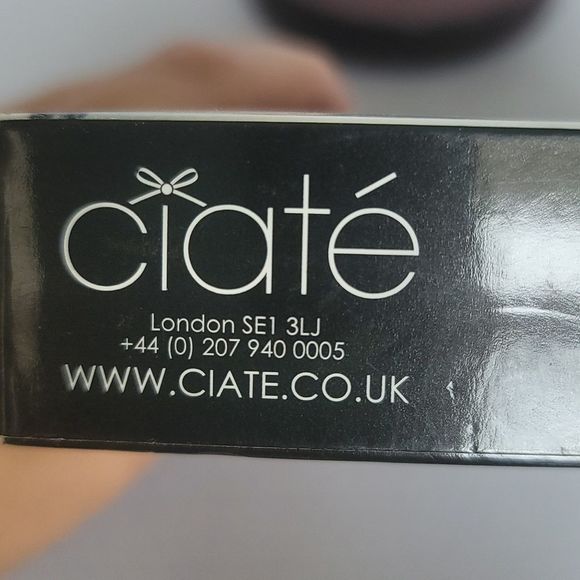 ciaté
London SE1 3LJ
+44 (0) 207 940 0005
WWW.CIATE.CO.UK